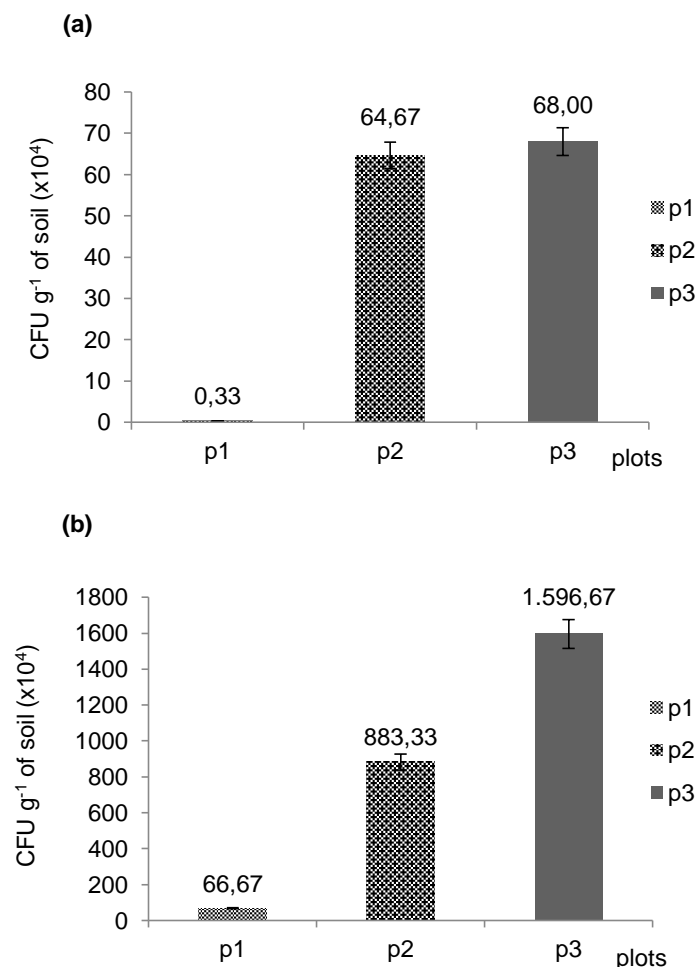 (a)
CFU g⁻¹ of soil (x10⁴)
80
70
60
50
40
30
20
10
0
0,33
64,67
68,00
p1
p2
p3
plots
p1
p2
p3
(b)
CFU g⁻¹ of soil (x10⁴)
1800
1600
1400
1200
1000
800
600
400
200
0
66,67
883,33
1.596,67
p1
p2
p3
plots
p1
p2
p3